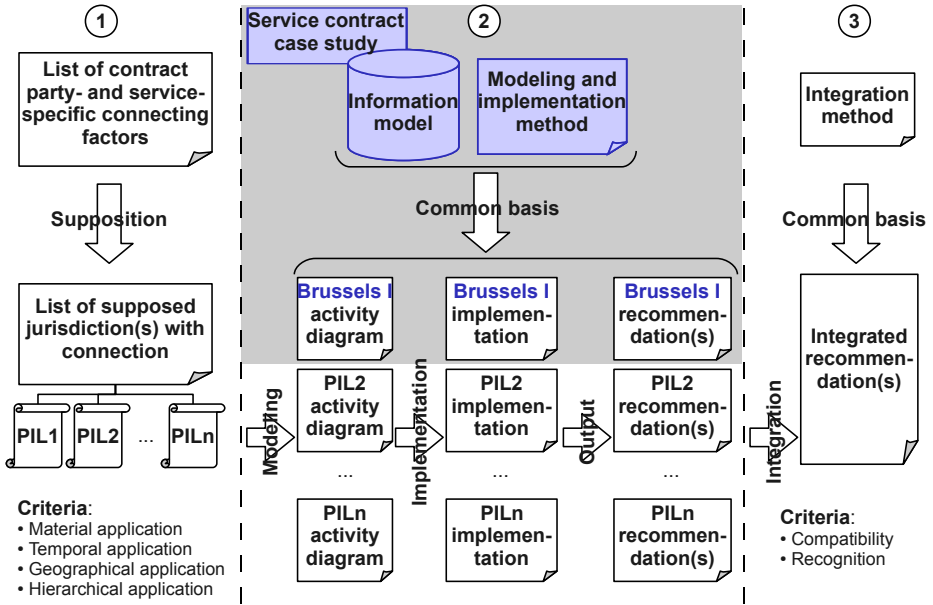 1
List of contract
party- and service-
specific connecting
factors
Supposition
List of supposed
jurisdiction(s) with
connection
PIL1
PIL2
...
PILn
Criteria:
• Material application
• Temporal application
• Geographical application
• Hierarchical application
2
Service contract
case study
Information
model
Modeling and
implementation
method
Common basis
Modeling
Brussels I
activity
diagram
PIL2
activity
diagram
...
PILn
activity
diagram
Implementation
Brussels I
implemen-
tation
PIL2
implemen-
tation
...
PILn
implemen-
tation
Output
Brussels I
recommen-
dation(s)
PIL2
recommen-
dation(s)
...
PILn
recommen-
dation(s)
3
Integration
method
Common basis
Integration
Integrated
recommen-
dation(s)
Criteria:
• Compatibility
• Recognition